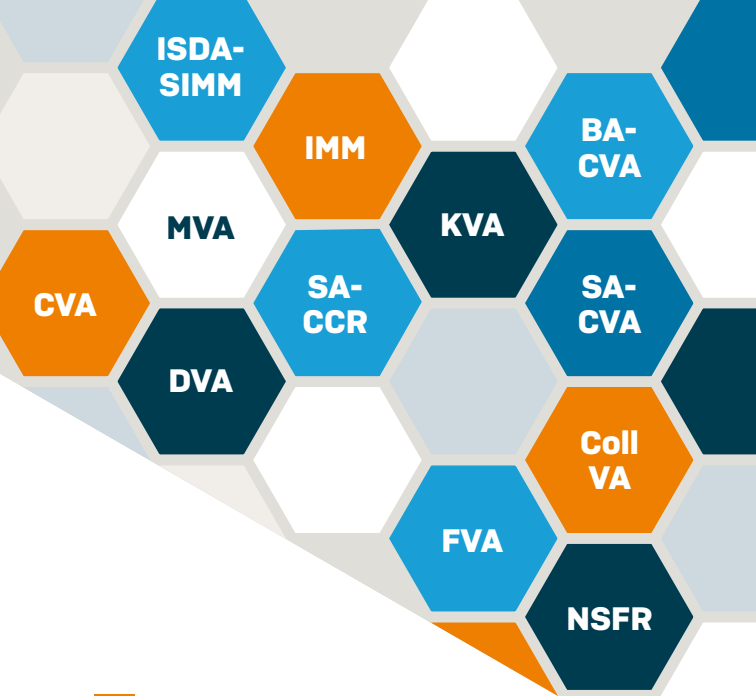 ISDA-
SIMM
IMM
BA-
CVA
MVA
KVA
CVA
SA-
CCR
SA-
CVA
DVA
Coll
VA
FVA
NSFR